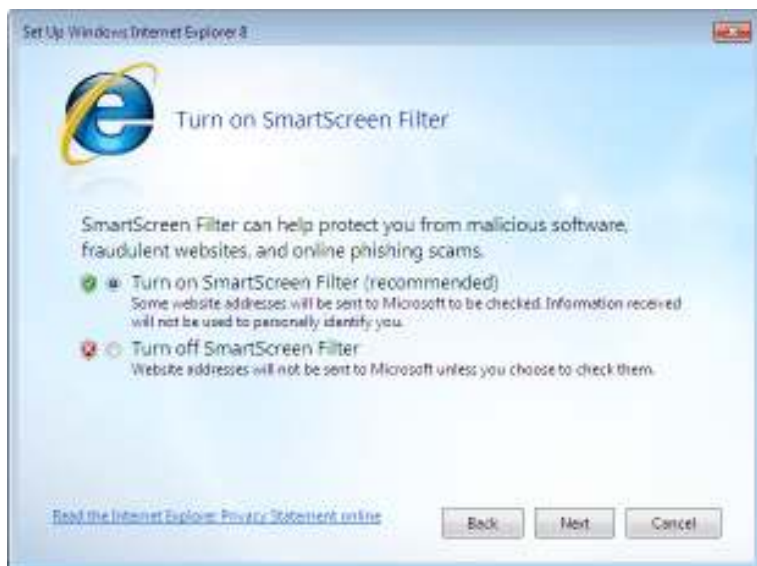 Set Up Windows Internet Explorer 8
Turn on SmartScreen Filter
SmartScreen Filter can help protect you from malicious software,
fraudulent websites, and online phishing scams.
Turn on SmartScreen Filter (recommended)
Some website addresses will be sent to Microsoft to be checked. Information received
will not be used to personally identify you.
Turn off SmartScreen Filter
Website addresses will not be sent to Microsoft unless you choose to check them.
Read the Internet Explorer Privacy Statement online
Back
Next
Cancel